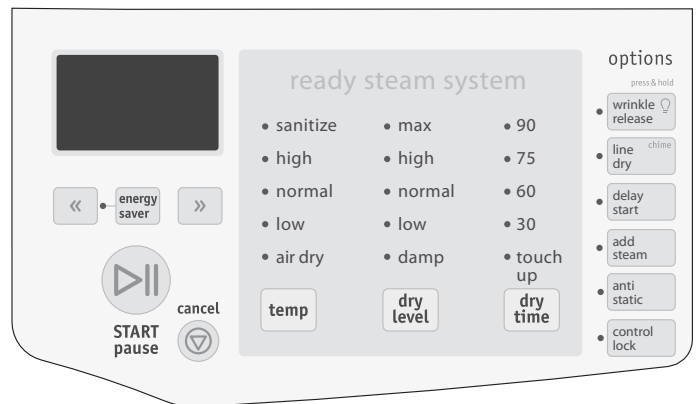 ready steam system
options
press & hold
sanitize
high
normal
low
air dry
temp
max
high
normal
low
damp
dry
level
90
75
60
30
touch
up
dry
time
wrinkle
release
line
dry
chime
delay
start
add
steam
anti
static
control
lock
«
energy
saver
»
START
pause
cancel